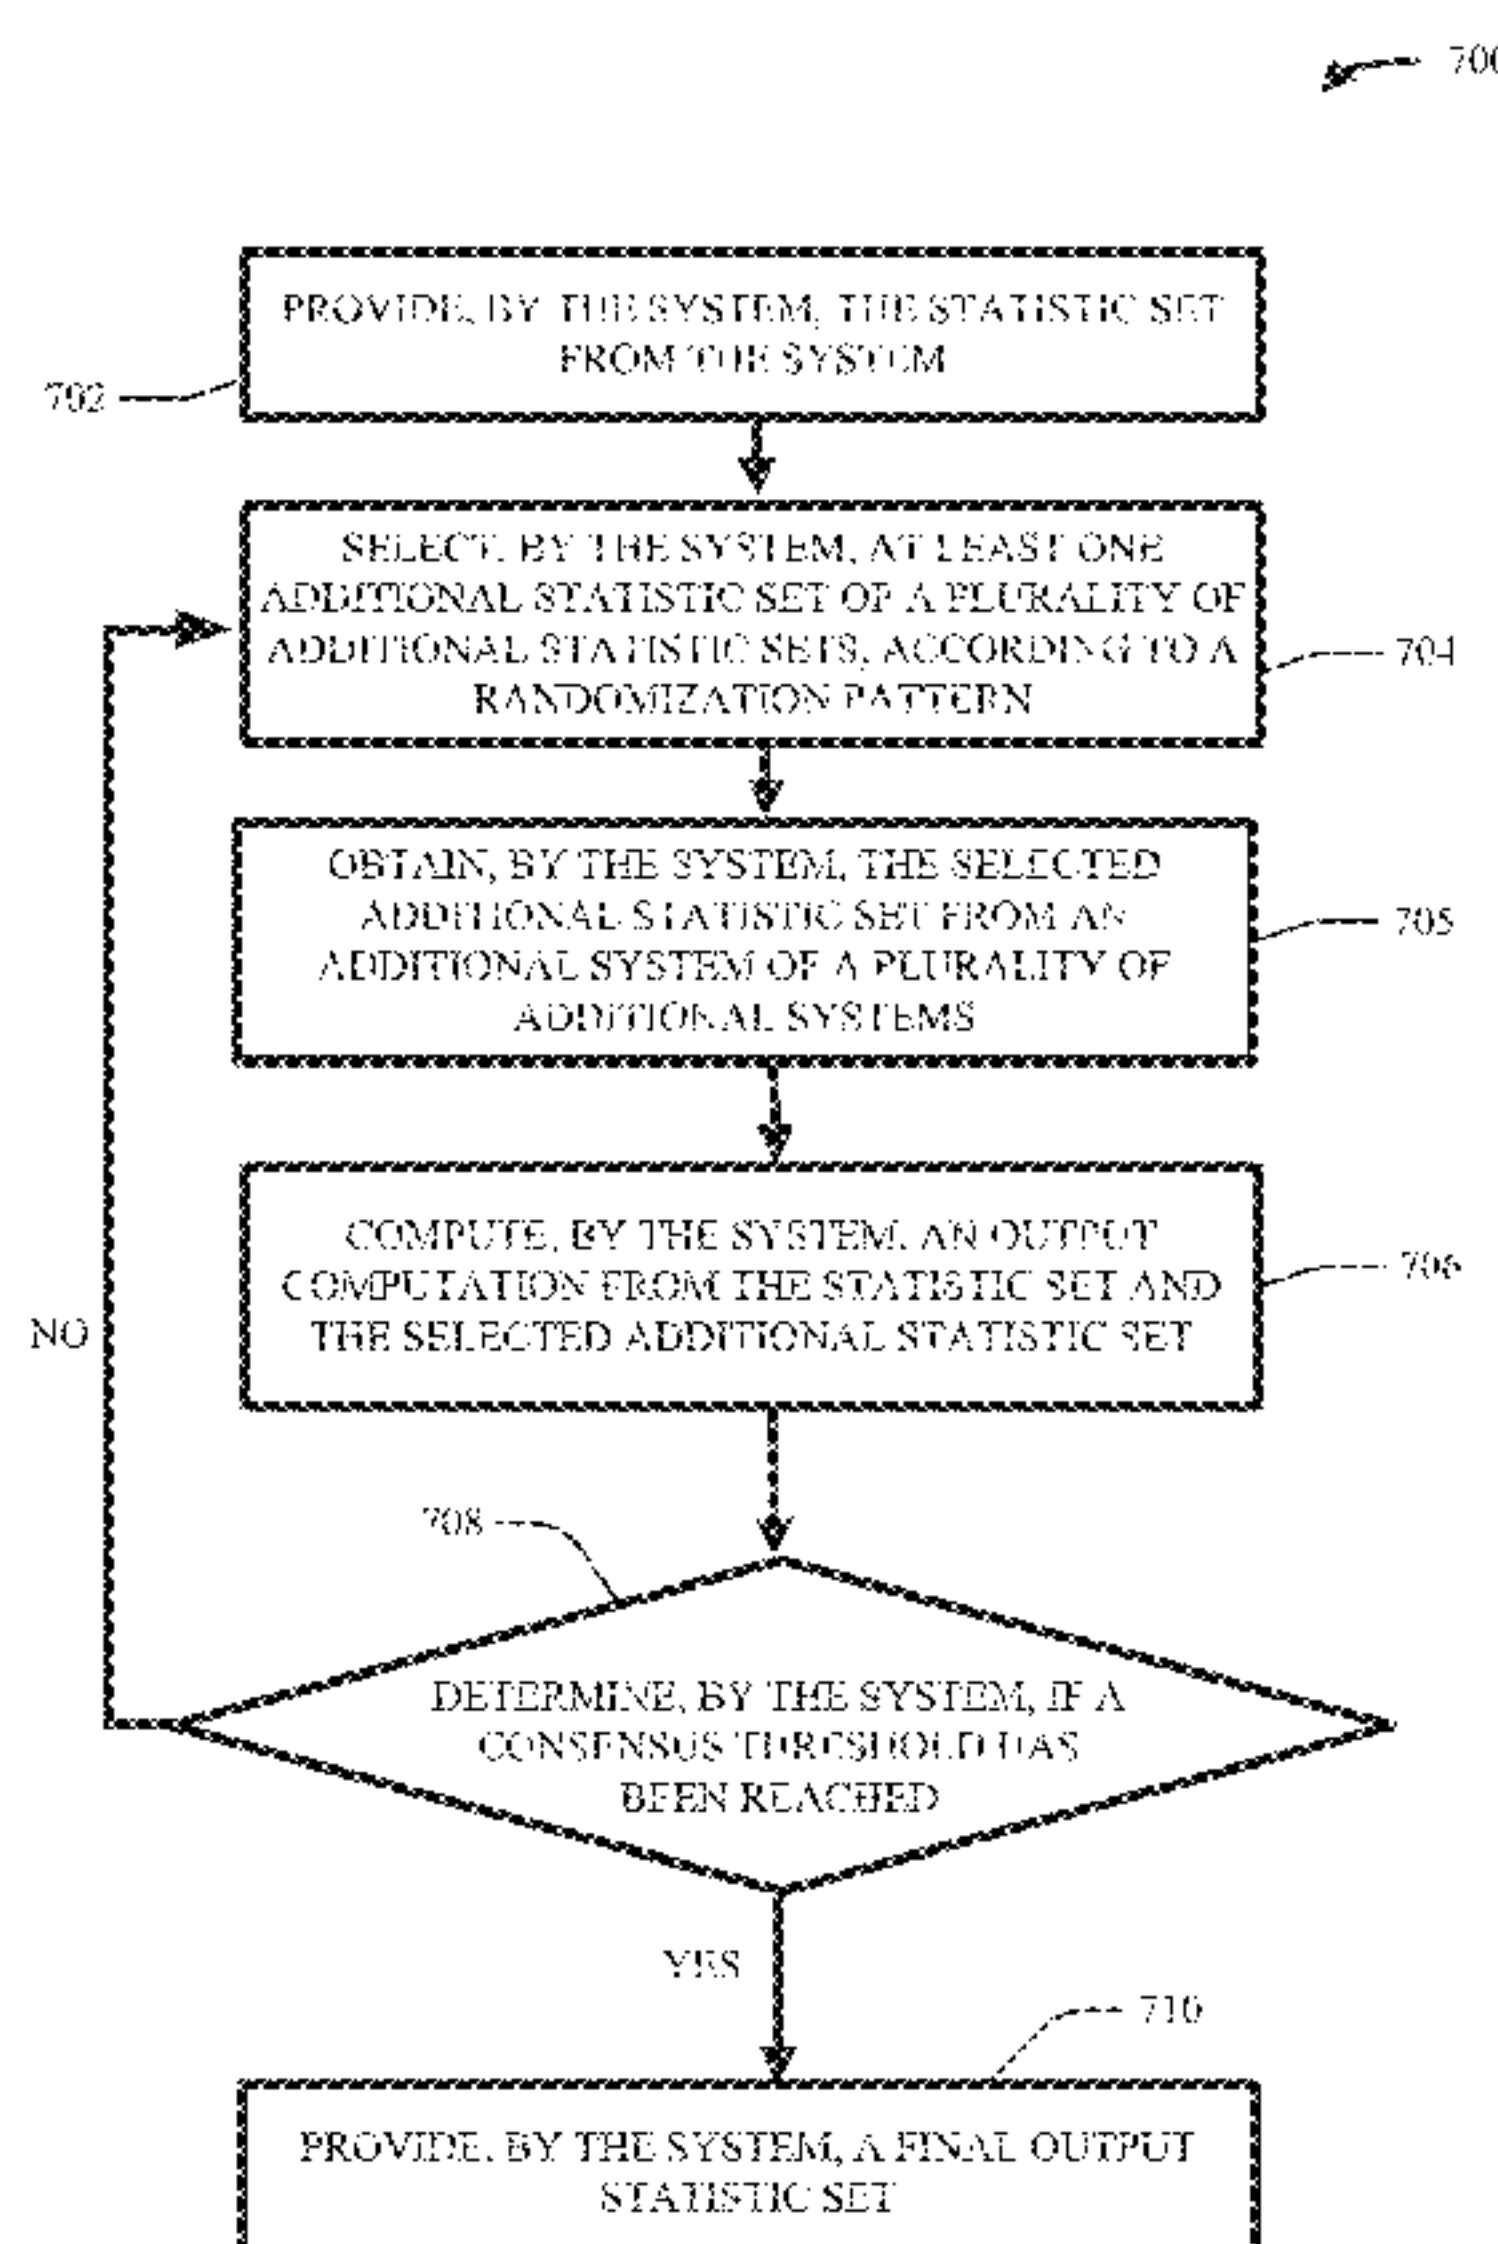 700
PROVIDE, BY THE SYSTEM, THE STATISTIC SET
FROM THE SYSTEM
702
SELECT, BY THE SYSTEM, AT LEAST ONE
ADDITIONAL STATISTIC SET OF A PLURALITY OF
ADDITIONAL STATISTIC SETS, ACCORDING TO A
RANDOMIZATION PATTERN
704
OBTAIN, BY THE SYSTEM, THE SELECTED
ADDITIONAL STATISTIC SET FROM AN
ADDITIONAL SYSTEM OF A PLURALITY OF
ADDITIONAL SYSTEMS
705
COMPUTE, BY THE SYSTEM, AN OUTPUT
COMPUTATION FROM THE STATISTIC SET AND
THE SELECTED ADDITIONAL STATISTIC SET
706
NO
708
DETERMINE, BY THE SYSTEM, IF A
CONSENSUS THRESHOLD HAS
BEEN REACHED
YES
710
PROVIDE, BY THE SYSTEM, A FINAL OUTPUT
STATISTIC SET